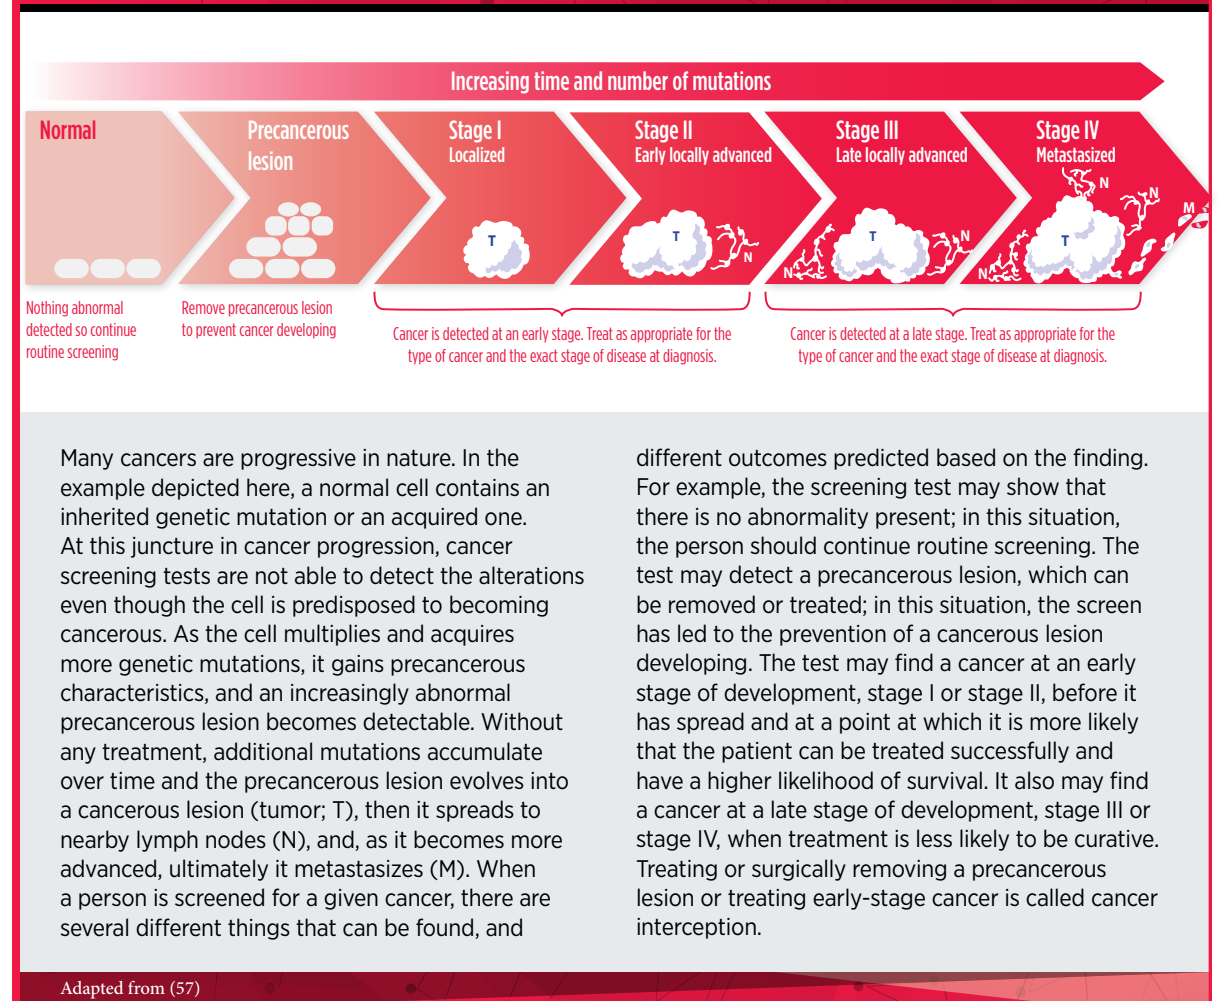 Increasing time and number of mutations
Normal
Precancerous
lesion
Stage I
Localized
Stage II
Early locally advanced
Stage III
Late locally advanced
Stage IV
Metastasized
T
T
N
T
N
N
T
N
N
N
M
Nothing abnormal
detected so continue
routine screening
Remove precancerous lesion
to prevent cancer developing
Cancer is detected at an early stage. Treat as appropriate for the
type of cancer and the exact stage of disease at diagnosis.
Cancer is detected at a late stage. Treat as appropriate for the
type of cancer and the exact stage of disease at diagnosis.
Many cancers are progressive in nature. In the
example depicted here, a normal cell contains an
inherited genetic mutation or an acquired one.
At this juncture in cancer progression, cancer
screening tests are not able to detect the alterations
even though the cell is predisposed to becoming
cancerous. As the cell multiplies and acquires
more genetic mutations, it gains precancerous
characteristics, and an increasingly abnormal
precancerous lesion becomes detectable. Without
any treatment, additional mutations accumulate
over time and the precancerous lesion evolves into
a cancerous lesion (tumor; T), then it spreads to
nearby lymph nodes (N), and, as it becomes more
advanced, ultimately it metastasizes (M). When
a person is screened for a given cancer, there are
several different things that can be found, and
different outcomes predicted based on the finding.
For example, the screening test may show that
there is no abnormality present; in this situation,
the person should continue routine screening. The
test may detect a precancerous lesion, which can
be removed or treated; in this situation, the screen
has led to the prevention of a cancerous lesion
developing. The test may find a cancer at an early
stage of development, stage I or stage II, before it
has spread and at a point at which it is more likely
that the patient can be treated successfully and
have a higher likelihood of survival. It also may find
a cancer at a late stage of development, stage III or
stage IV, when treatment is less likely to be curative.
Treating or surgically removing a precancerous
lesion or treating early-stage cancer is called cancer
interception.
Adapted from (57)